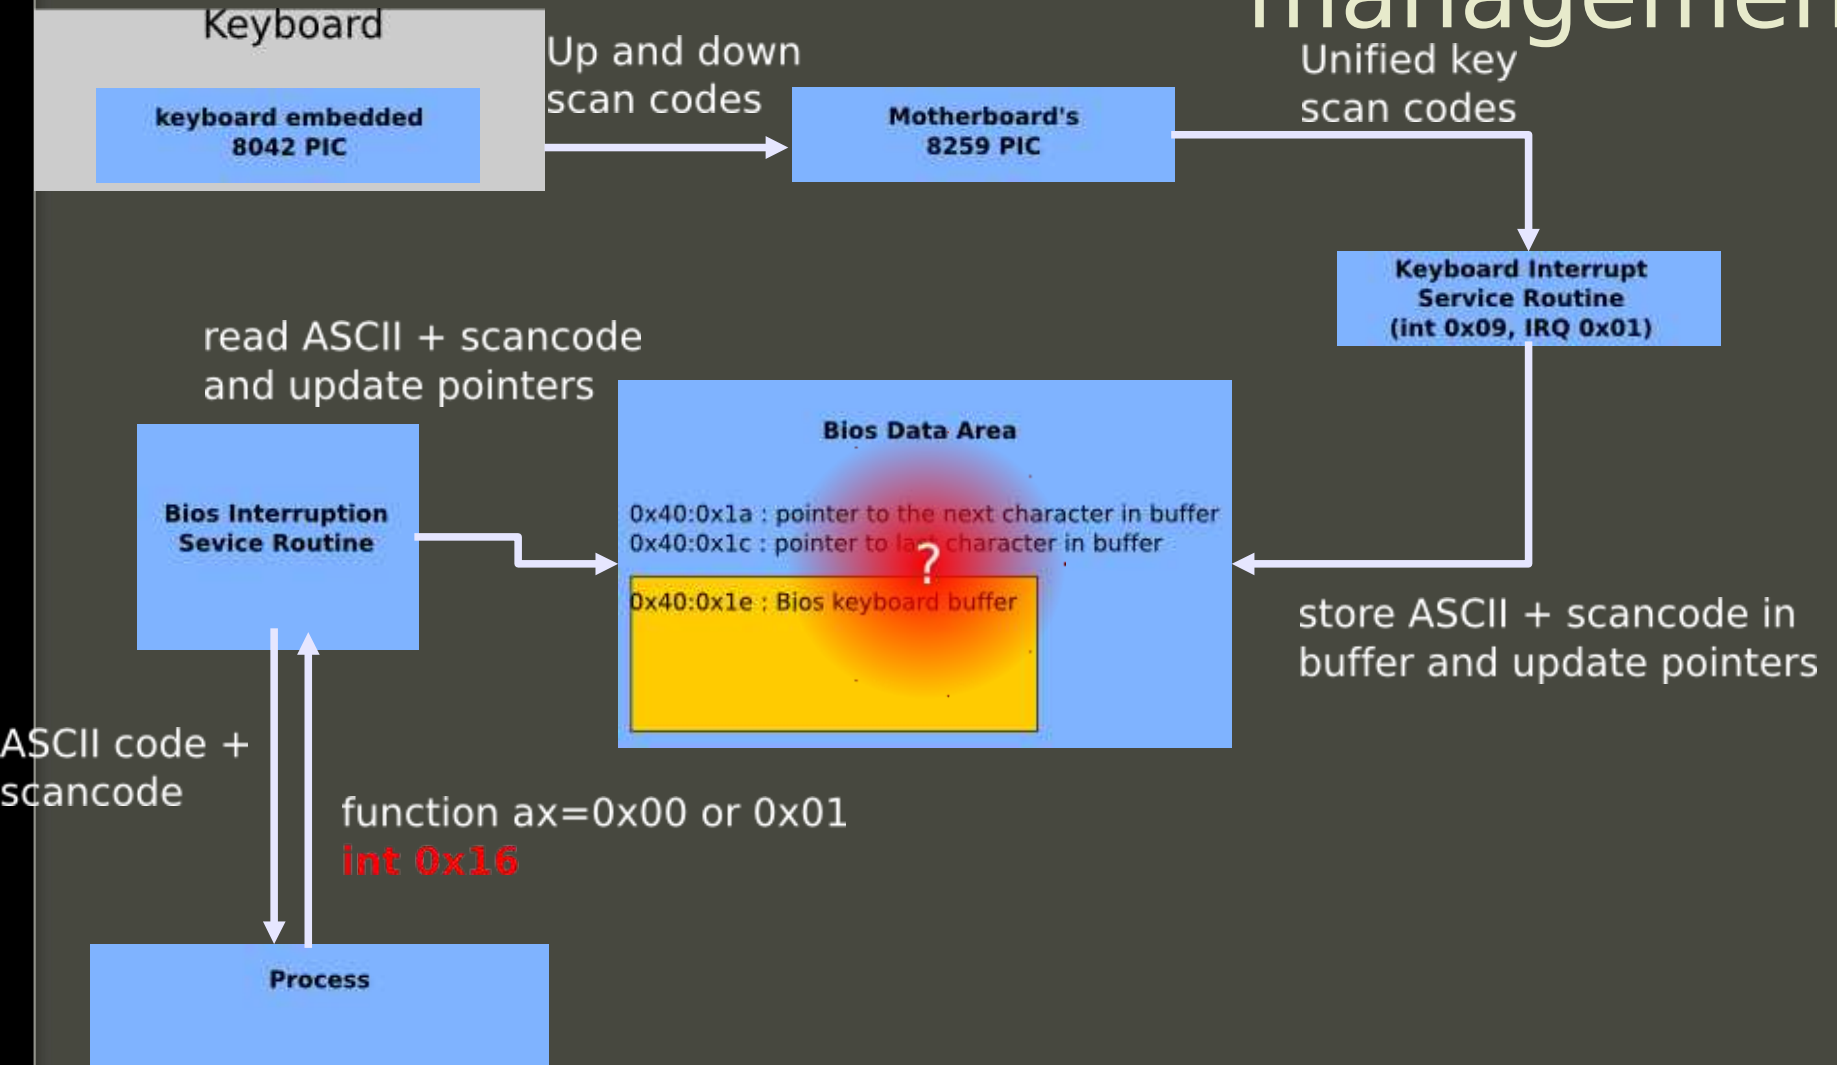 managemen
Keyboard
keyboard embedded
8042 PIC
Up and down
scan codes
Motherboard's
8259 PIC
Unified key
scan codes
Keyboard Interrupt
Service Routine
(int 0x09, IRQ 0x01)
read ASCII + scancode
and update pointers
Bios Interruption
Sevice Routine
Bios Data Area
0x40:0x1a : pointer to the next character in buffer
0x40:0x1c : pointer to last character in buffer
?
0x40:0x1e : Bios keyboard buffer
store ASCII + scancode in
buffer and update pointers
ASCII code +
scancode
function ax=0x00 or 0x01
int 0x16
Process